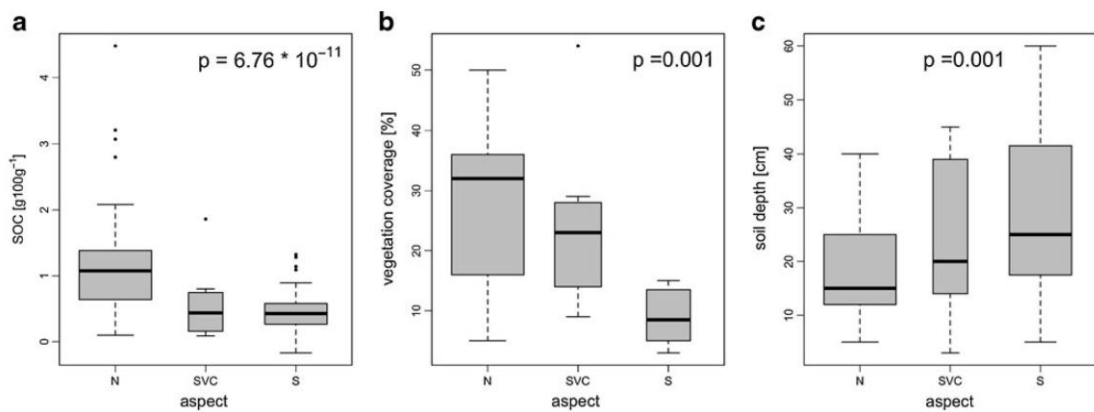 a
p = 6.76 * 10⁻¹¹
SOC [g100g⁻¹]
4
3
2
1
0
N SVC S
aspect
b
p =0.001
vegetation coverage [%]
50
40
30
20
10
N SVC S
aspect
c
p =0.001
soil depth [cm]
60
50
40
30
20
10
N SVC S
aspect